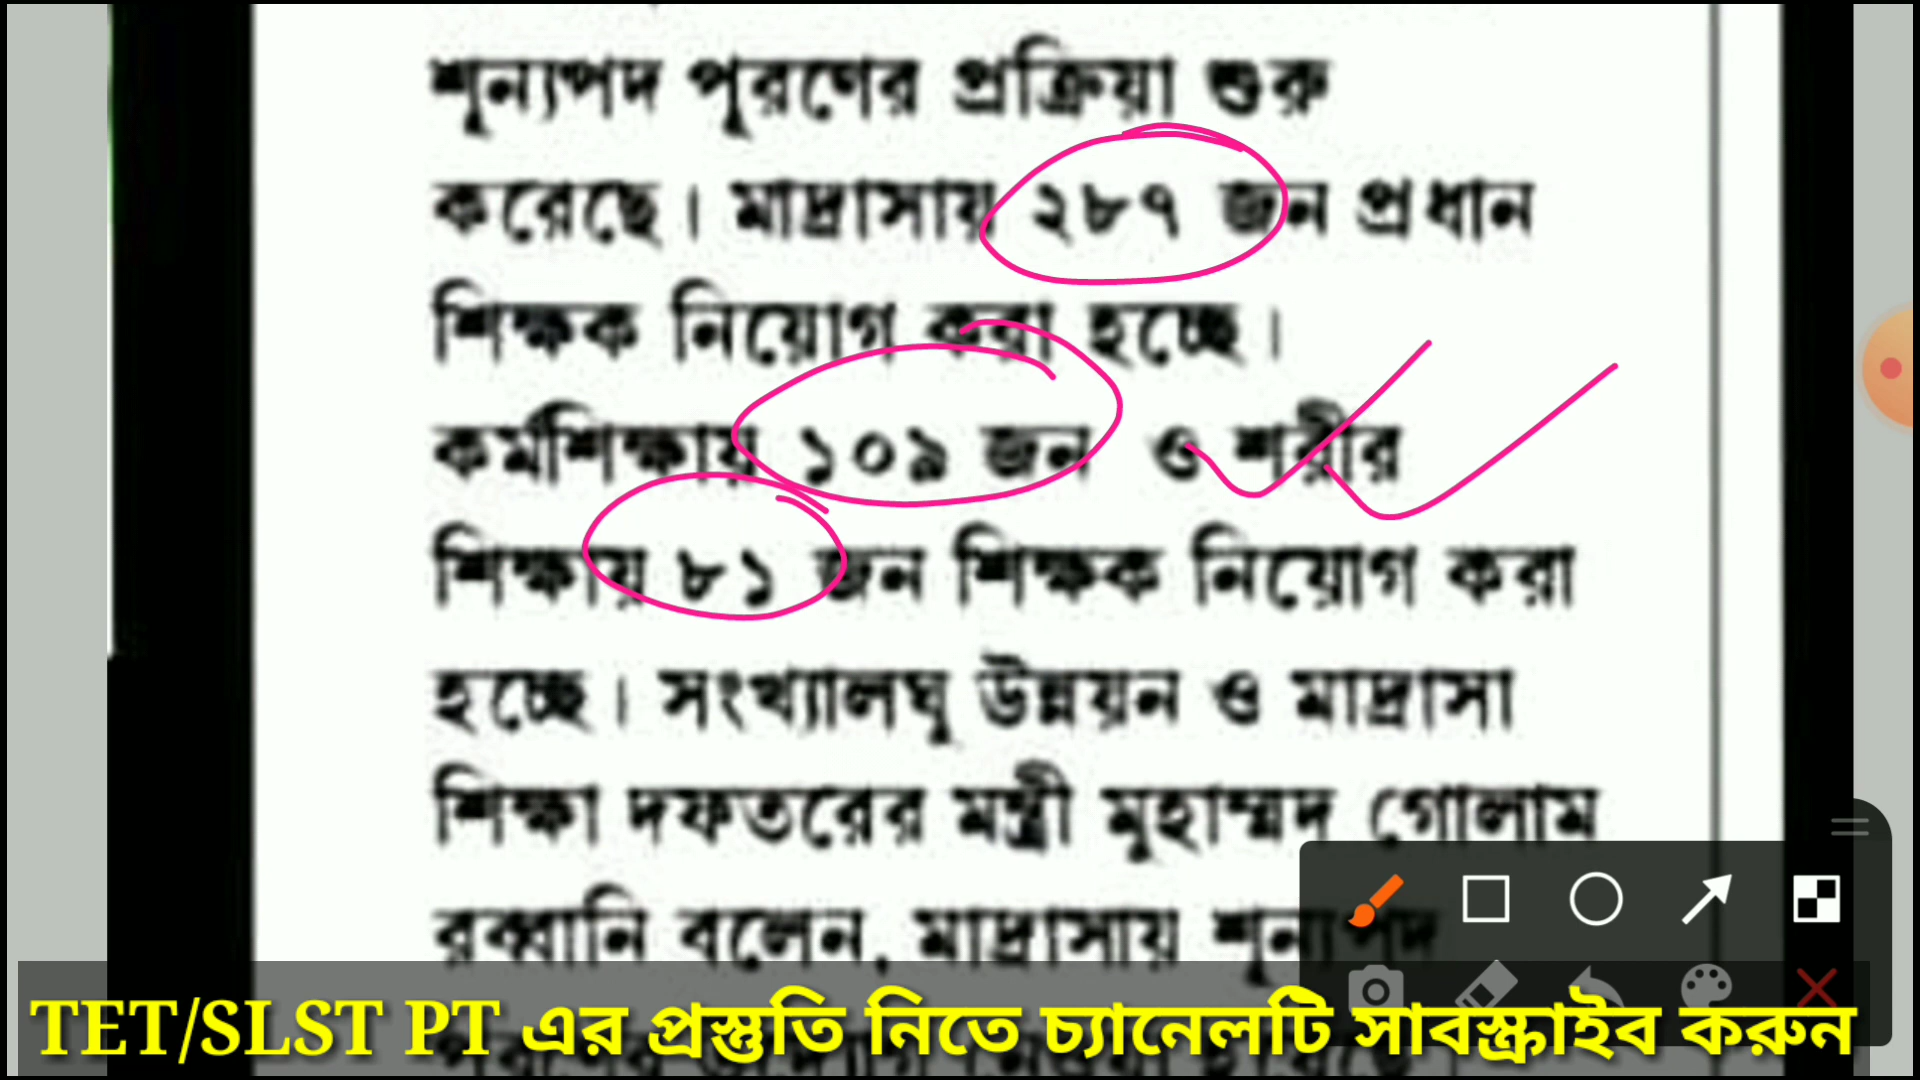 শূন্যপদ পূরণের প্রক্রিয়া শুরু
করেছে। মাদ্রাসায় ২৮৭ জন প্রধান
শিক্ষক নিয়োগ করা হচ্ছে।
কর্মশিক্ষায় ১০৯ জন ও শরীর
শিক্ষায় ৮১ জন শিক্ষক নিয়োগ করা
হচ্ছে। সংখ্যালঘু উন্নয়ন ও মাদ্রাসা
শিক্ষা দফতরের মন্ত্রী মুহাম্মদ গোলাম
রব্বানি বলেন, মাদ্রাসায় শূন্যপদ
TET/SLST PT এর প্রস্তুতি নিতে চ্যানেলটি সাবস্ক্রাইব করুন